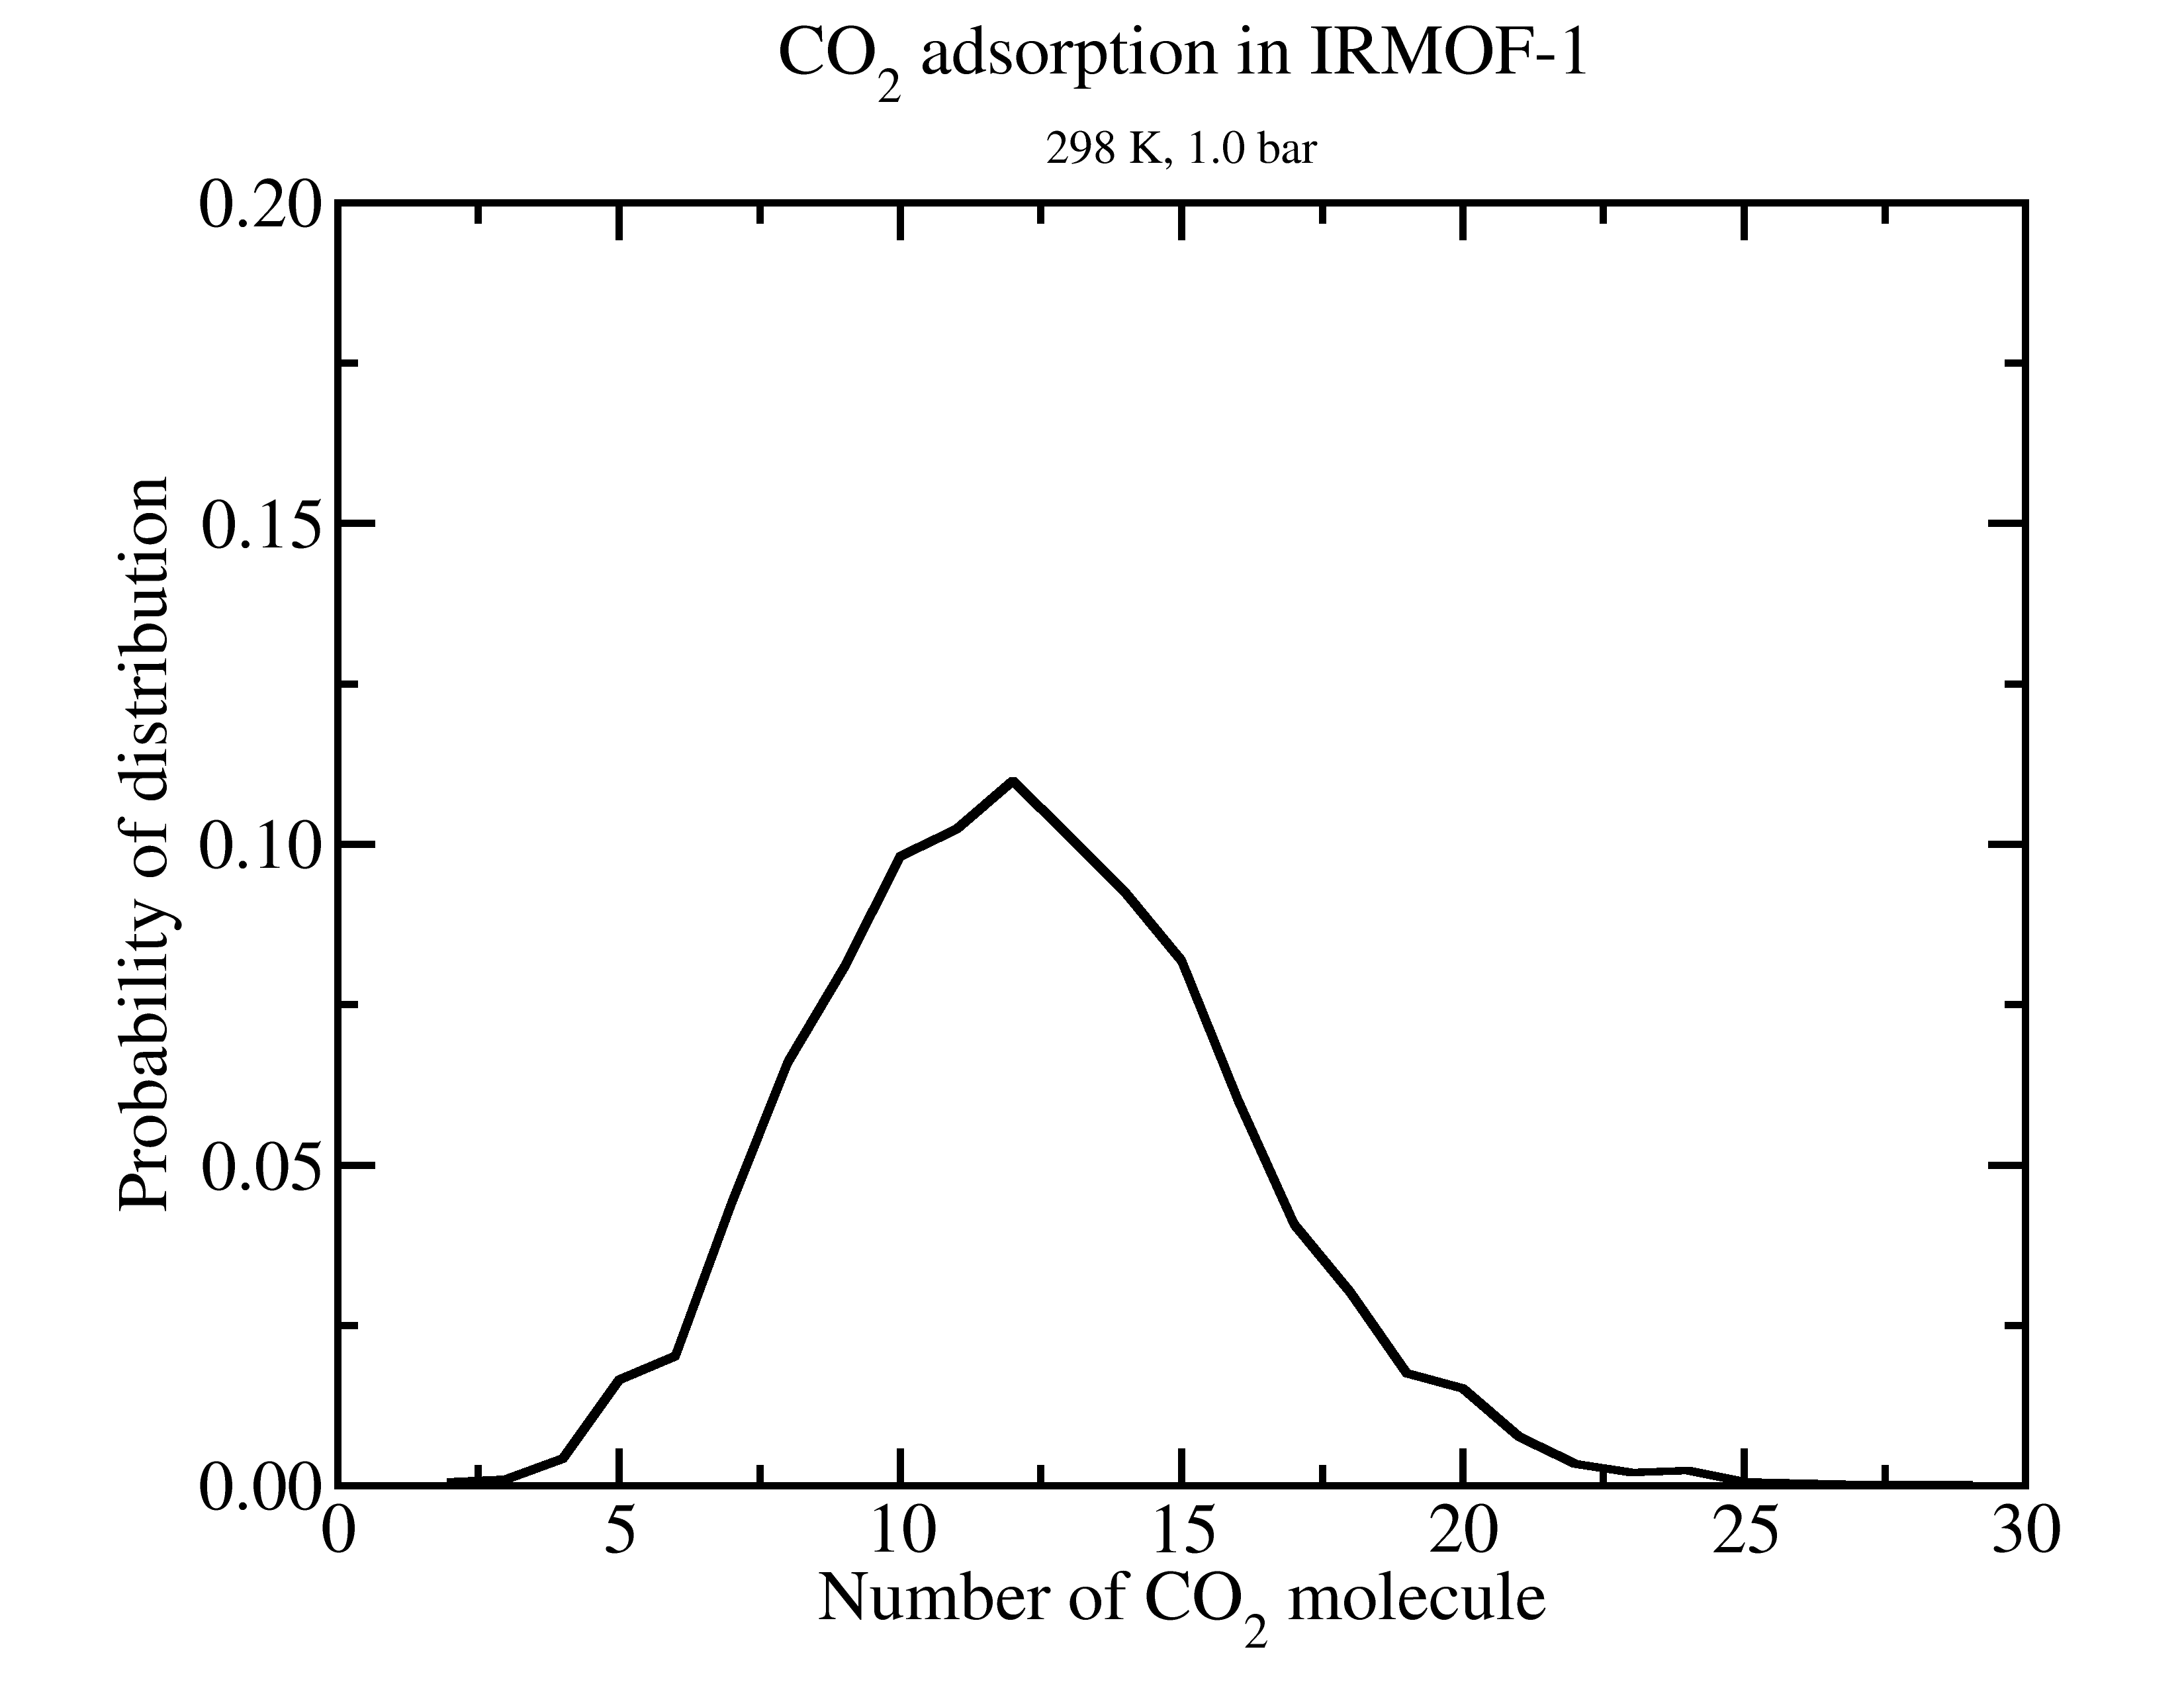 CO₂ adsorption in IRMOF-1
298 K, 1.0 bar
0.20
0.15
0.10
0.05
0.00
Probability of distribution
0 5 10 15 20 25 30
Number of CO₂ molecule